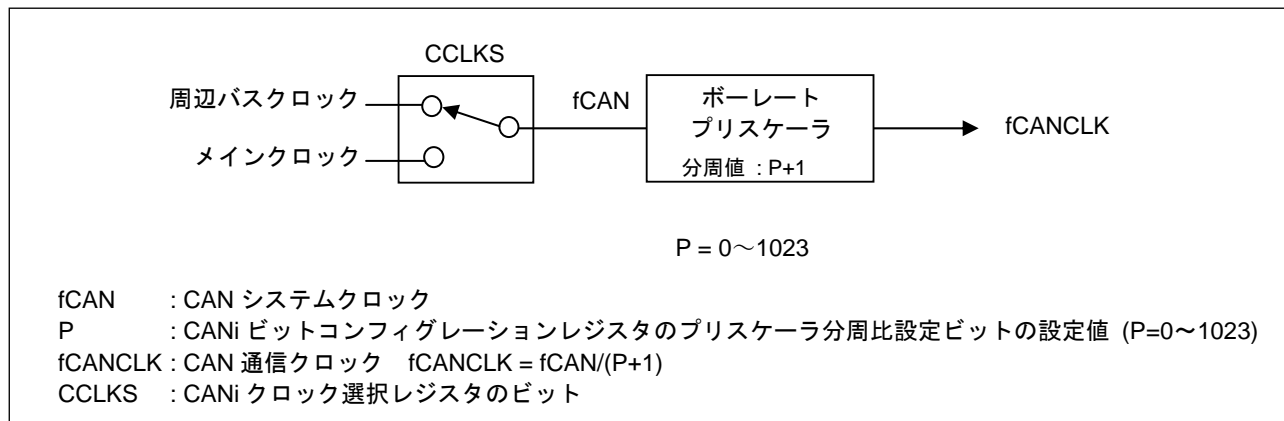 CCLKS
周辺バスクロック
メインクロック
fCAN
ボーレート
プリスケーラ
分周値 : P+1
fCANCLK
P = 0～1023
fCAN : CAN システムクロック
P : CANi ビットコンフィグレーションレジスタのプリスケーラ分周比設定ビットの設定値 (P=0～1023)
fCANCLK : CAN 通信クロック fCANCLK = fCAN/(P+1)
CCLKS : CANi クロック選択レジスタのビット